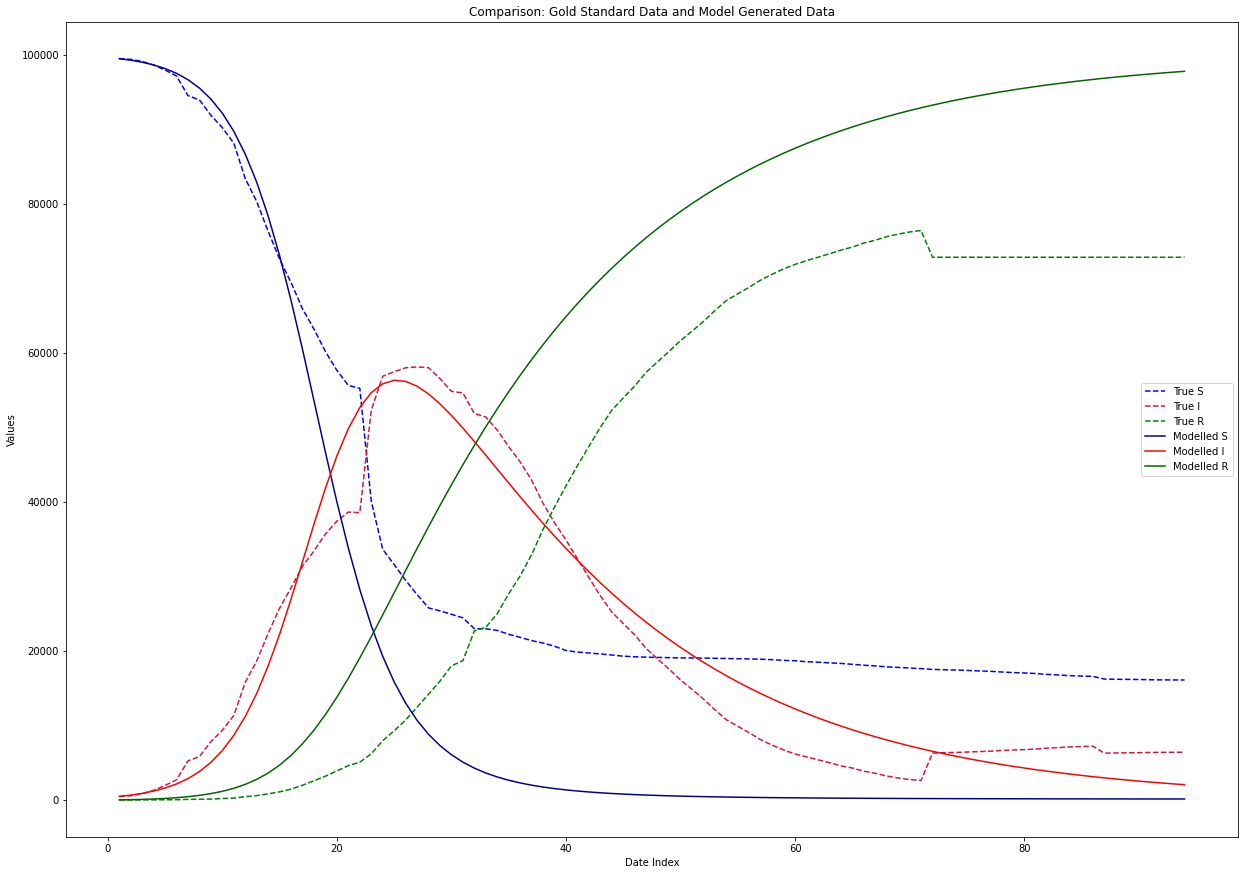 Comparison: Gold Standard Data and Model Generated Data
100000
80000
60000
40000
20000
0
Values
0
20
40
60
80
Date Index
True S
True I
True R
Modelled S
Modelled I
Modelled R